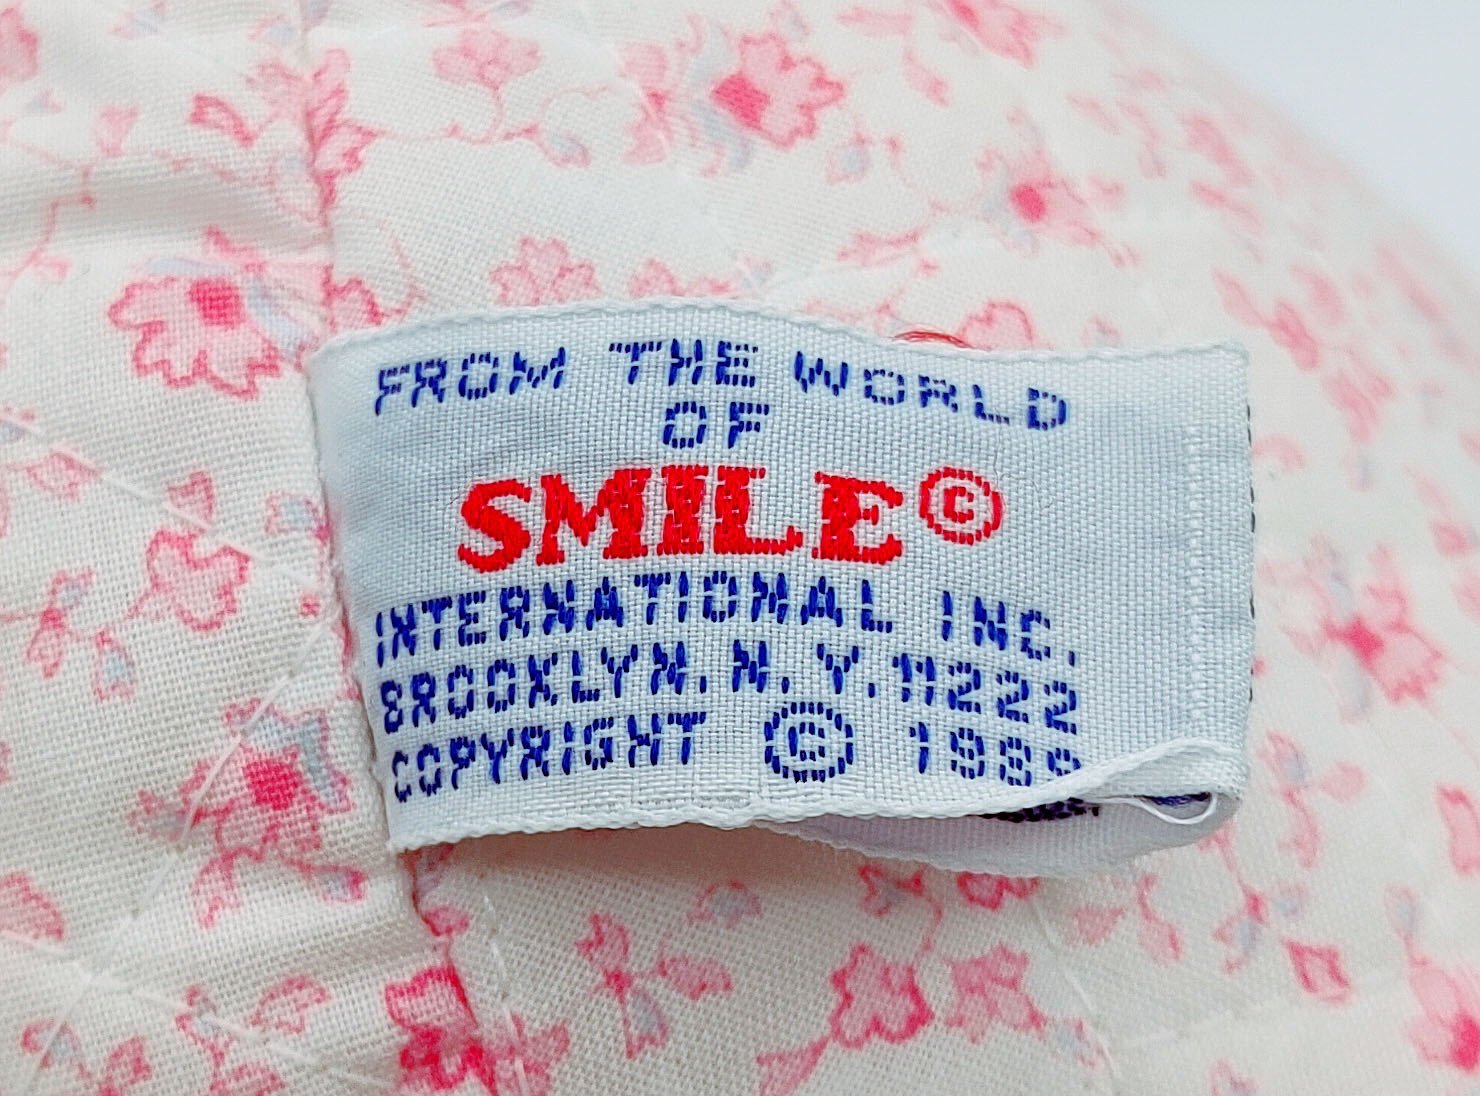 FROM THE WORLD
OF
SMILE©
INTERNATIONAL INC.
BROOKLYN, N.Y. 11222
COPYRIGHT ©